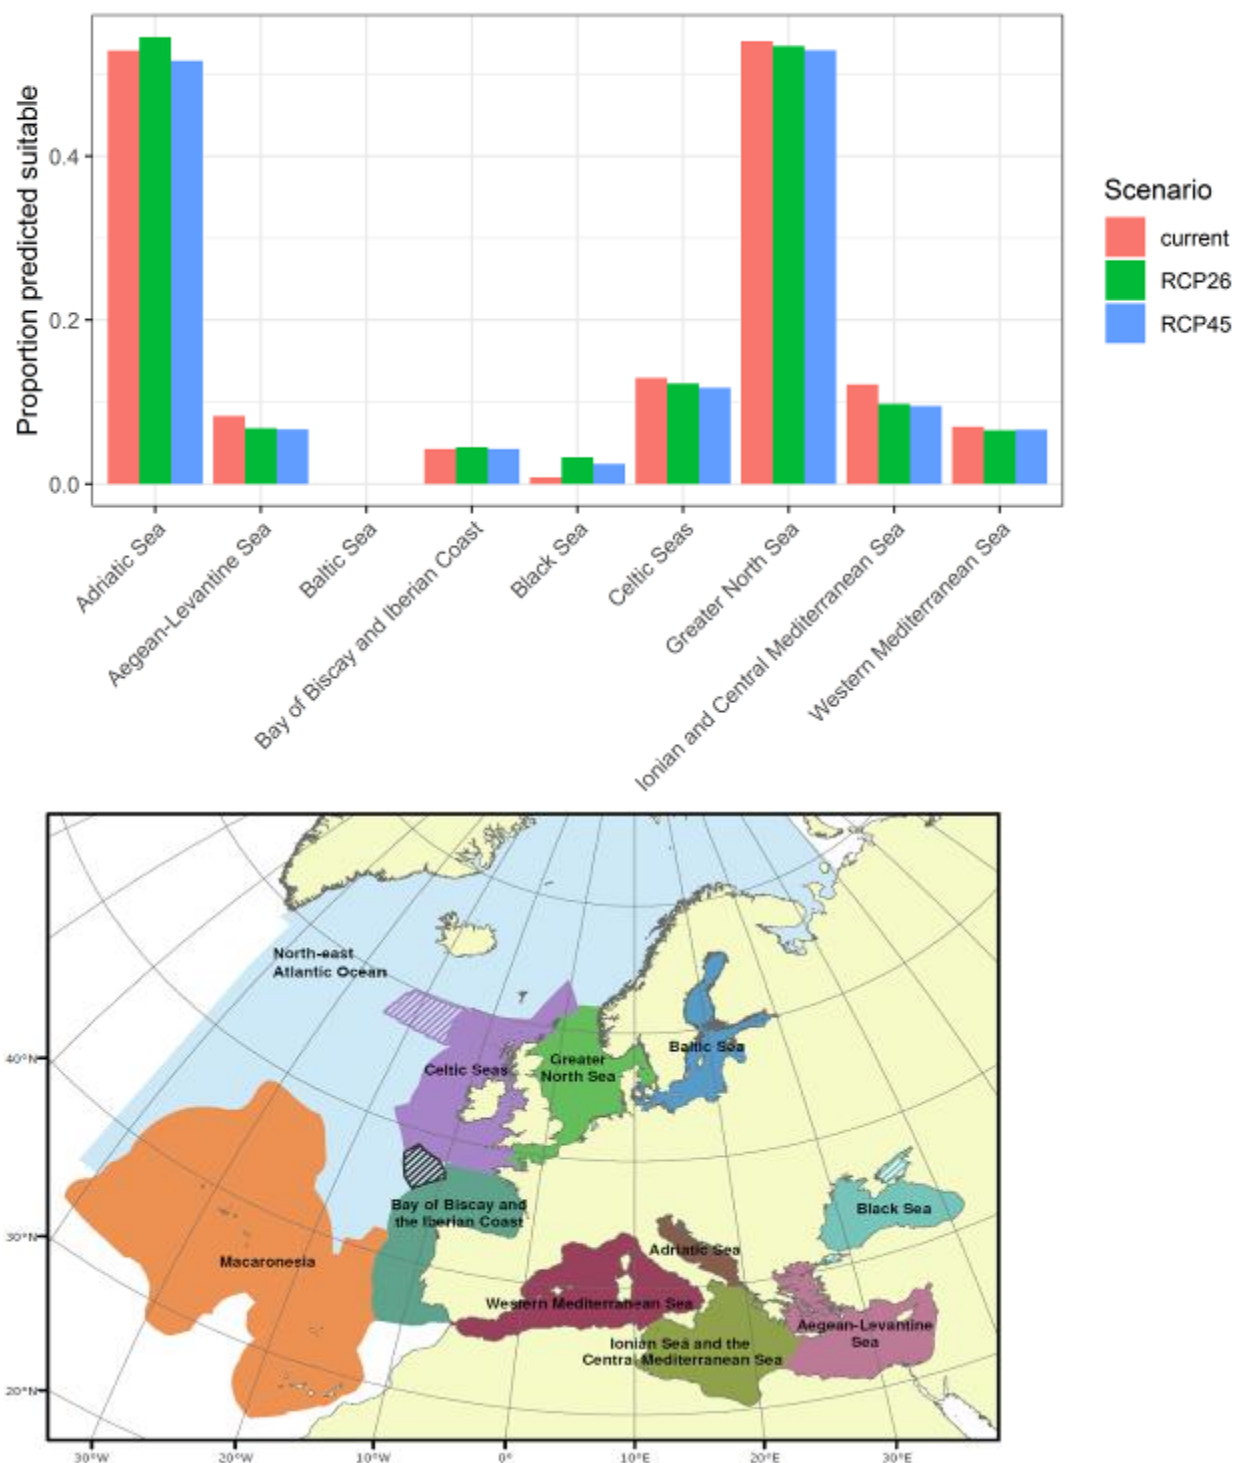 Proportion predicted suitable
0.4
0.2
0.0
Adriatic Sea
Aegean-Levantine Sea
Baltic Sea
Bay of Biscay and Iberian Coast
Black Sea
Celtic Seas
Greater North Sea
Ionian and Central Mediterranean Sea
Western Mediterranean Sea
Scenario
current
RCP26
RCP45
North-east
Atlantic Ocean
Celtic Seas
Greater
North Sea
Baltic Sea
Bay of Biscay and
the Iberian Coast
Black Sea
Macaronesia
Adriatic Sea
Western Mediterranean Sea
Aegean-Levantine
Sea
Ionian Sea and the
Central Mediterranean Sea
40°N
30°N
20°N
30°W
20°W
10°W
0°
10°E
20°E
30°E